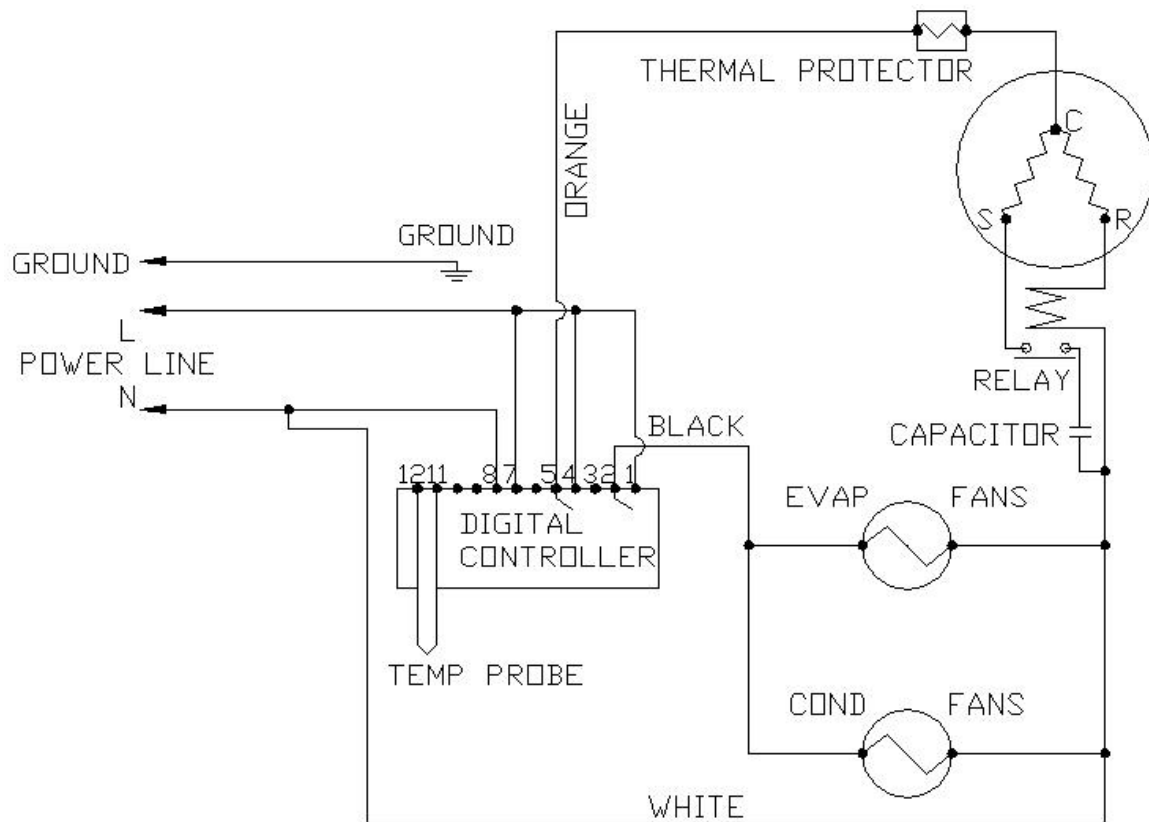 THERMAL PROTECTOR
ORANGE
C
S
R
GROUND
GROUND
L
POWER LINE
N
RELAY
BLACK
CAPACITOR
12 11 8 7 5 4 3 2 1
EVAP FANS
DIGITAL
CONTROLLER
TEMP PROBE
COND FANS
WHITE